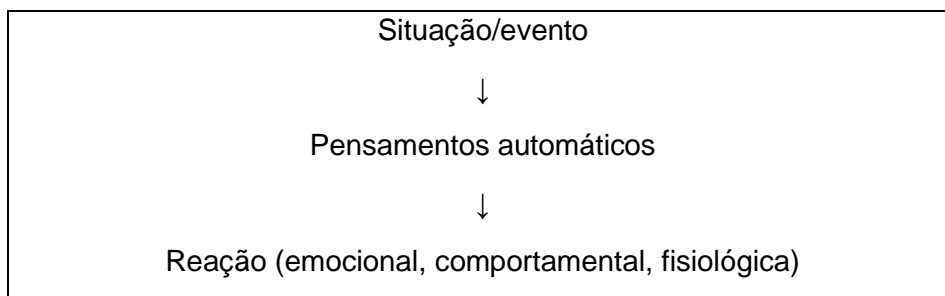 Situação/evento
↓
Pensamentos automáticos
↓
Reação (emocional, comportamental, fisiológica)